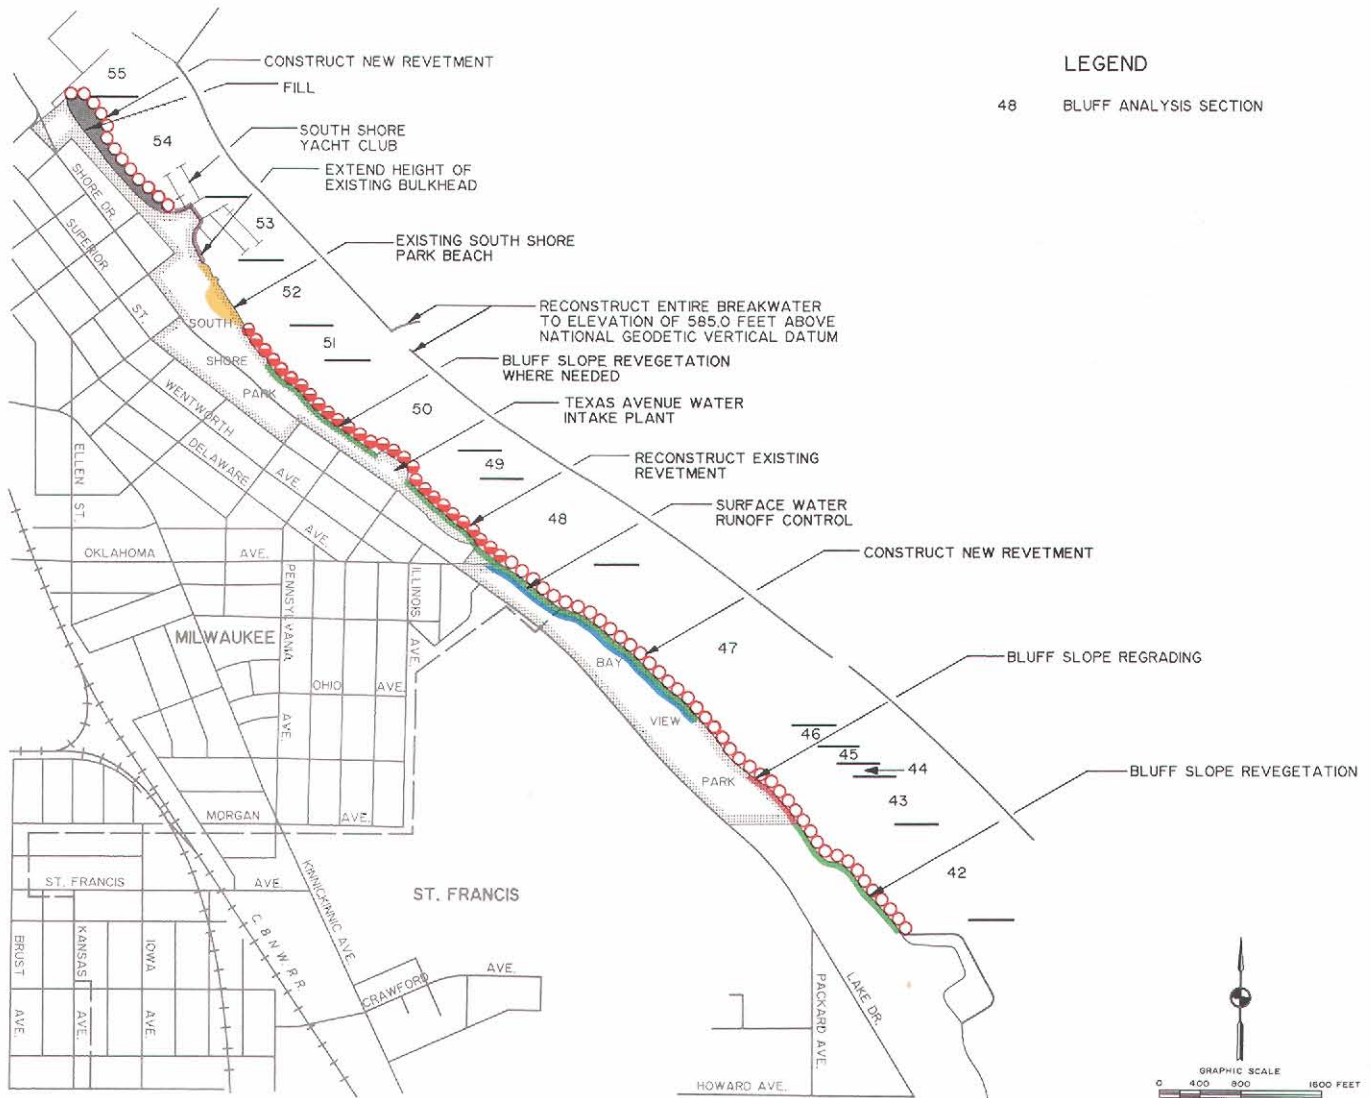 LEGEND
48 BLUFF ANALYSIS SECTION
CONSTRUCT NEW REVETMENT
FILL
55
54
SOUTH SHORE
YACHT CLUB
EXTEND HEIGHT OF
EXISTING BULKHEAD
53
EXISTING SOUTH SHORE
PARK BEACH
52
SHORE DR.
SUPERIOR
ST.
SOUTH
SHORE
PARK
51
RECONSTRUCT ENTIRE BREAKWATER
TO ELEVATION OF 585.0 FEET ABOVE
NATIONAL GEODETIC VERTICAL DATUM
BLUFF SLOPE REVEGETATION
WHERE NEEDED
50
TEXAS AVENUE WATER
INTAKE PLANT
WENTWORTH
AVE.
DELAWARE
AVE.
ELLEN ST.
49
RECONSTRUCT EXISTING
REVETMENT
48
SURFACE WATER
RUNOFF CONTROL
OKLAHOMA AVE.
CONSTRUCT NEW REVETMENT
PENNSYLVANIA
AVE.
ILLINOIS
AVE.
MILWAUKEE
OHIO AVE.
47
BAY
VIEW
PARK
BLUFF SLOPE REGRADING
46
45
44
43
BLUFF SLOPE REVEGETATION
MORGAN AVE.
42
ST. FRANCIS AVE.
KINNICKINNIC AVE.
ST. FRANCIS
C & NW R R
BRUST
AVE.
KANSAS
AVE.
IOWA
AVE.
CRAWFORD AVE.
PACKARD AVE.
LAKE DR.
HOWARD AVE.
GRAPHIC SCALE
0 400 800 1600 FEET